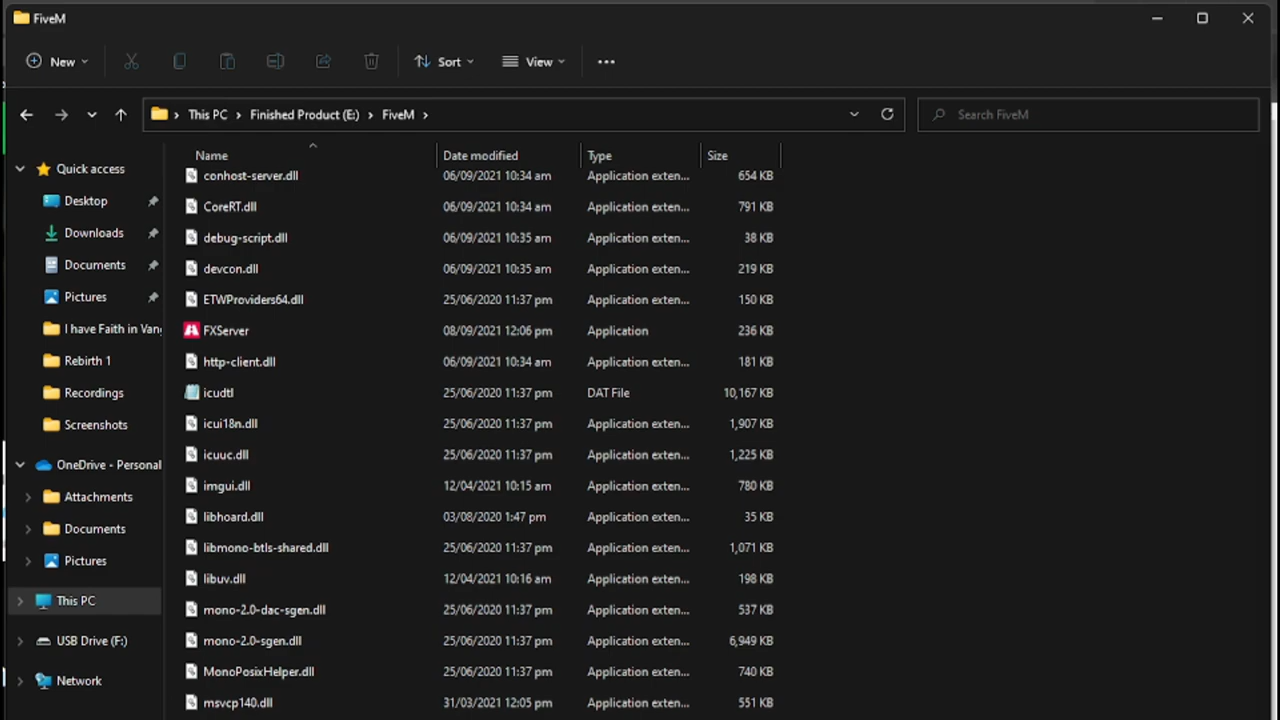 FiveM
New
Sort
View
This PC
Finished Product (E:)
FiveM
Search FiveM
Quick access
Desktop
Downloads
Documents
Pictures
I have Faith in Vang
Rebirth 1
Recordings
Screenshots
OneDrive - Personal
Attachments
Documents
Pictures
This PC
USB Drive (F:)
Network
Name Date modified Type Size
conhost-server.dll 06/09/2021 10:34 am Application exten... 654 KB
CoreRT.dll 06/09/2021 10:34 am Application exten... 791 KB
debug-script.dll 06/09/2021 10:35 am Application exten... 38 KB
devcon.dll 06/09/2021 10:35 am Application exten... 219 KB
ETWProviders64.dll 25/06/2020 11:37 pm Application exten... 150 KB
FXServer 08/09/2021 12:06 pm Application 236 KB
http-client.dll 06/09/2021 10:34 am Application exten... 181 KB
icudtl 25/06/2020 11:37 pm DAT File 10,167 KB
icui18n.dll 25/06/2020 11:37 pm Application exten... 1,907 KB
icuuc.dll 25/06/2020 11:37 pm Application exten... 1,225 KB
imgui.dll 12/04/2021 10:15 am Application exten... 780 KB
libhoard.dll 03/08/2020 1:47 pm Application exten... 35 KB
libmono-btls-shared.dll 25/06/2020 11:37 pm Application exten... 1,071 KB
libuv.dll 12/04/2021 10:16 am Application exten... 198 KB
mono-2.0-dac-sgen.dll 25/06/2020 11:37 pm Application exten... 537 KB
mono-2.0-sgen.dll 25/06/2020 11:37 pm Application exten... 6,949 KB
MonoPosixHelper.dll 25/06/2020 11:37 pm Application exten... 740 KB
msvcp140.dll 31/03/2021 12:05 pm Application exten... 551 KB